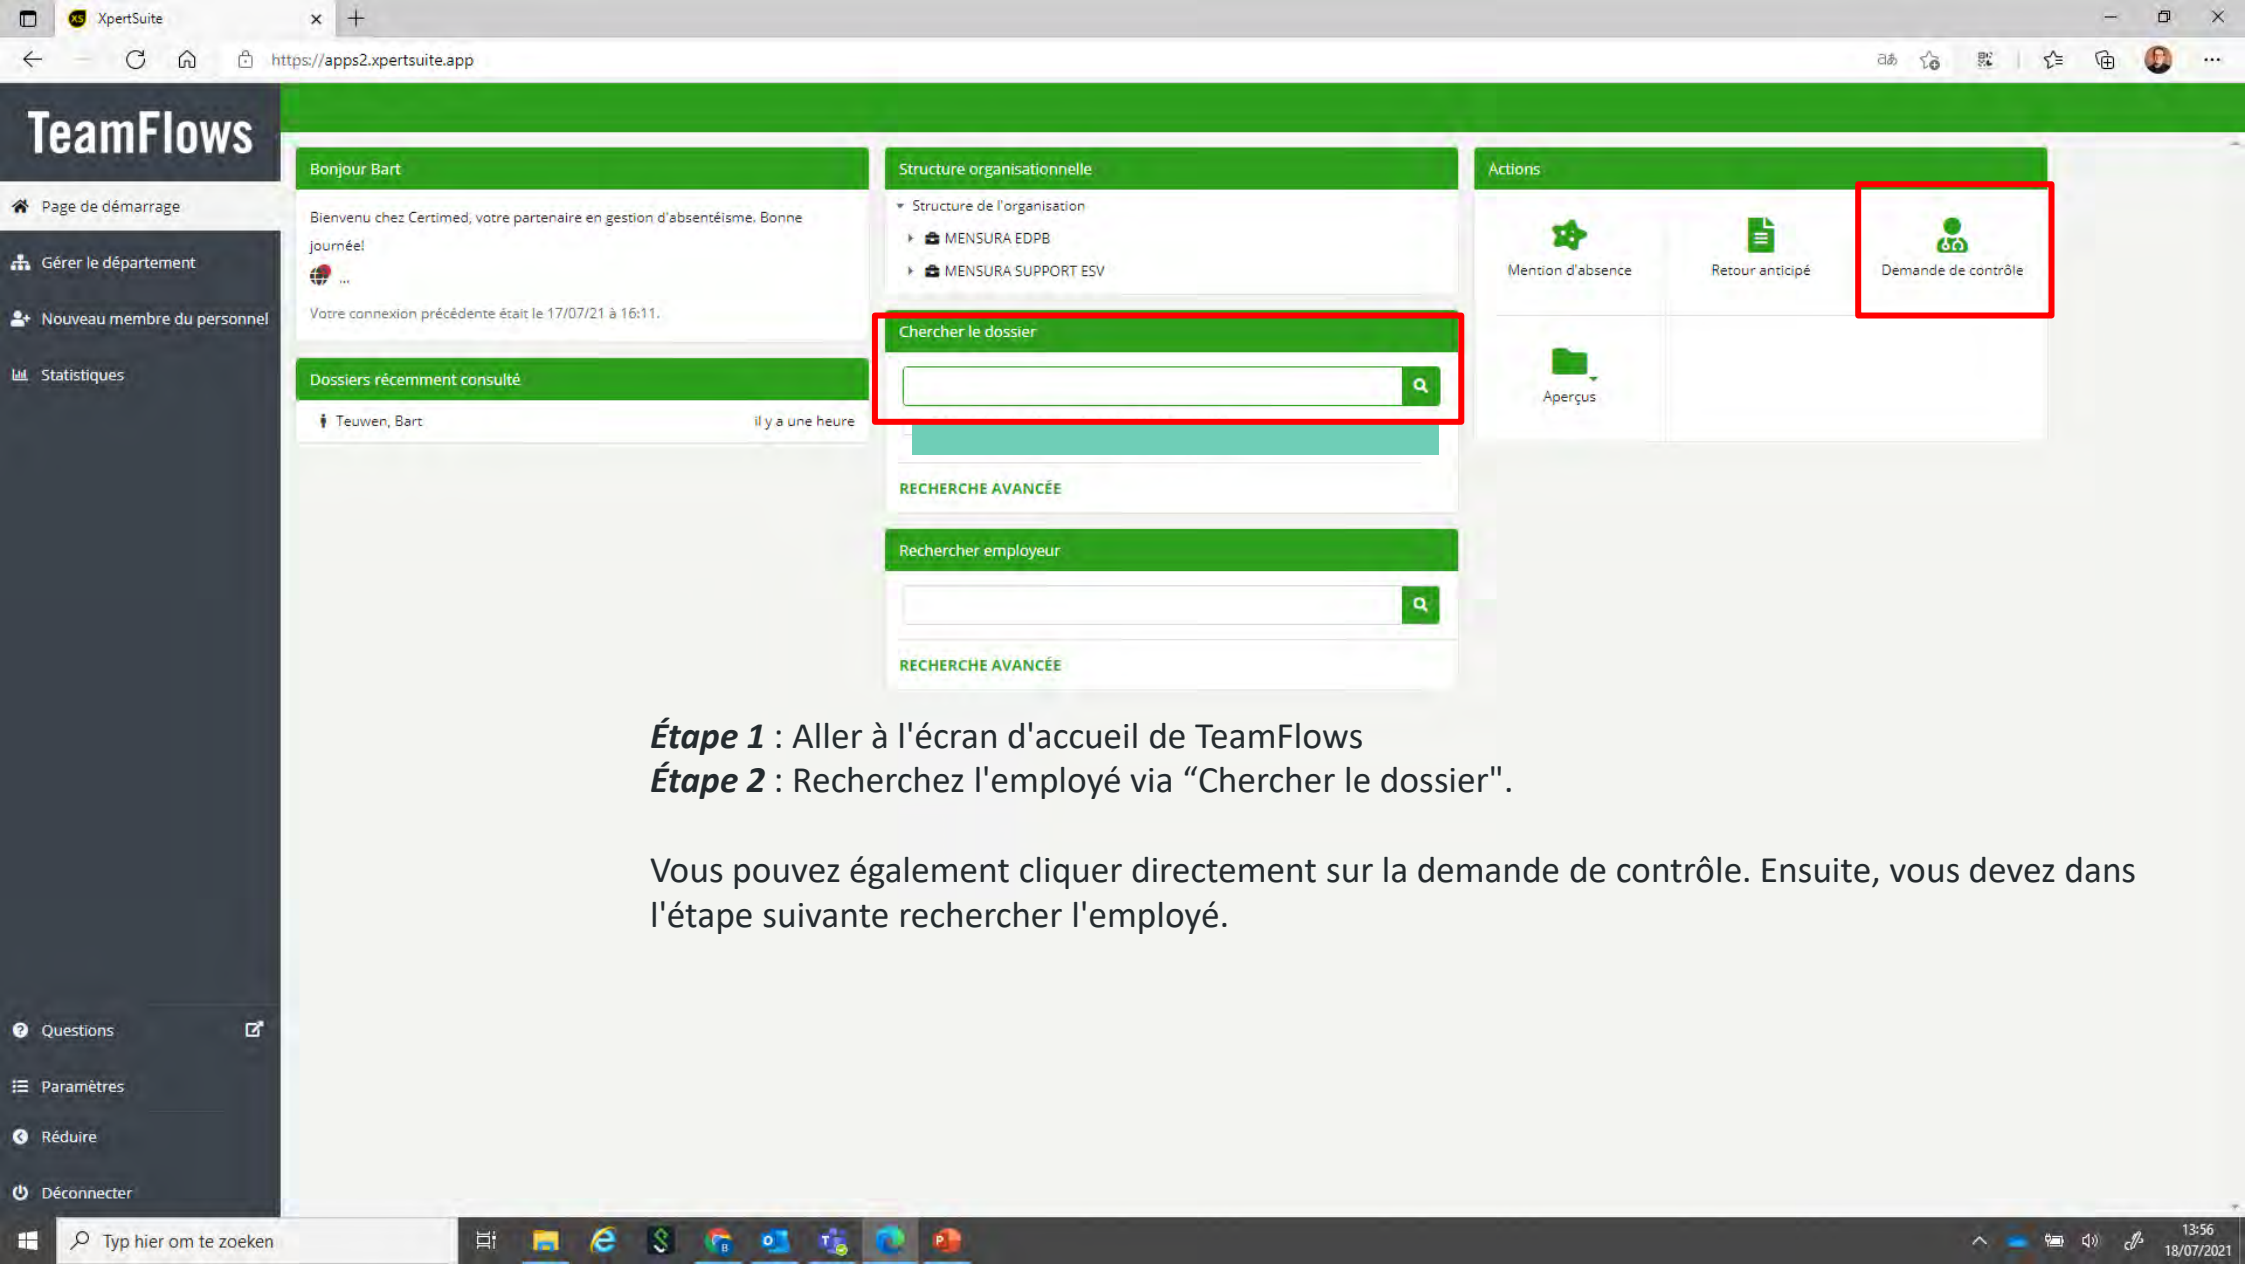 XpertSuite
https://apps2.xpertsuite.app
TeamFlows
Page de démarrage
Gérer le département
Nouveau membre du personnel
Statistiques
Questions
Paramètres
Réduire
Déconnecter
Bonjour Bart
Bienvenu chez Certimed, votre partenaire en gestion d'absentéisme. Bonne
journée!
...
Votre connexion précédente était le 17/07/21 à 16:11.
Dossiers récemment consulté
Teuwen, Bart il y a une heure
Structure organisationnelle
Structure de l'organisation
MENSURA EDPB
MENSURA SUPPORT ESV
Chercher le dossier
RECHERCHE AVANCÉE
Rechercher employeur
RECHERCHE AVANCÉE
Actions
Mention d'absence
Retour anticipé
Demande de contrôle
Aperçus
Étape 1 : Aller à l'écran d'accueil de TeamFlows
Étape 2 : Recherchez l'employé via “Chercher le dossier".
Vous pouvez également cliquer directement sur la demande de contrôle. Ensuite, vous devez dans
l'étape suivante rechercher l'employé.
Typ hier om te zoeken
13:56
18/07/2021